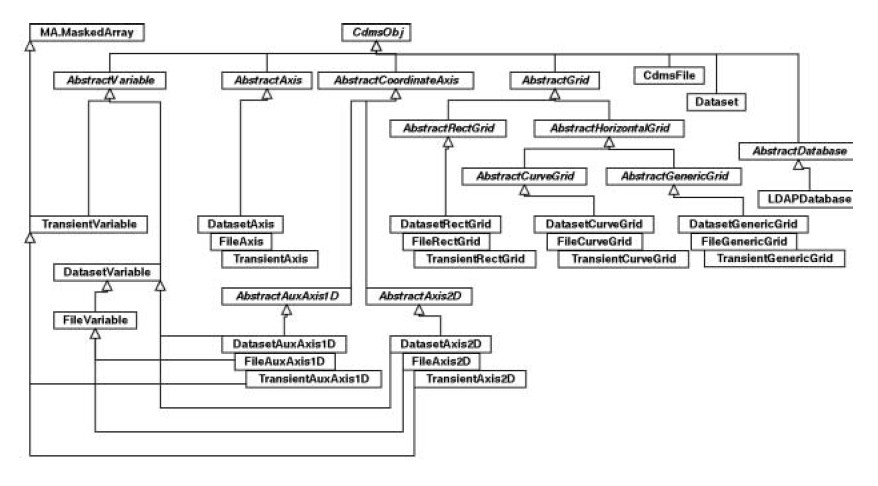 MA.MaskedArray
CdmsObj
AbstractVariable
AbstractAxis
AbstractCoordinateAxis
AbstractGrid
CdmsFile
Dataset
AbstractRectGrid
AbstractHorizontalGrid
AbstractDatabase
AbstractCurveGrid
AbstractGenericGrid
LDAPDatabase
TransientVariable
DatasetAxis
FileAxis
TransientAxis
DatasetRectGrid
FileRectGrid
TransientRectGrid
DatasetCurveGrid
FileCurveGrid
TransientCurveGrid
DatasetGenericGrid
FileGenericGrid
TransientGenericGrid
DatasetVariable
AbstractAuxAxis1D
AbstractAxis2D
FileVariable
DatasetAuxAxis1D
FileAuxAxis1D
TransientAuxAxis1D
DatasetAxis2D
FileAxis2D
TransientAxis2D